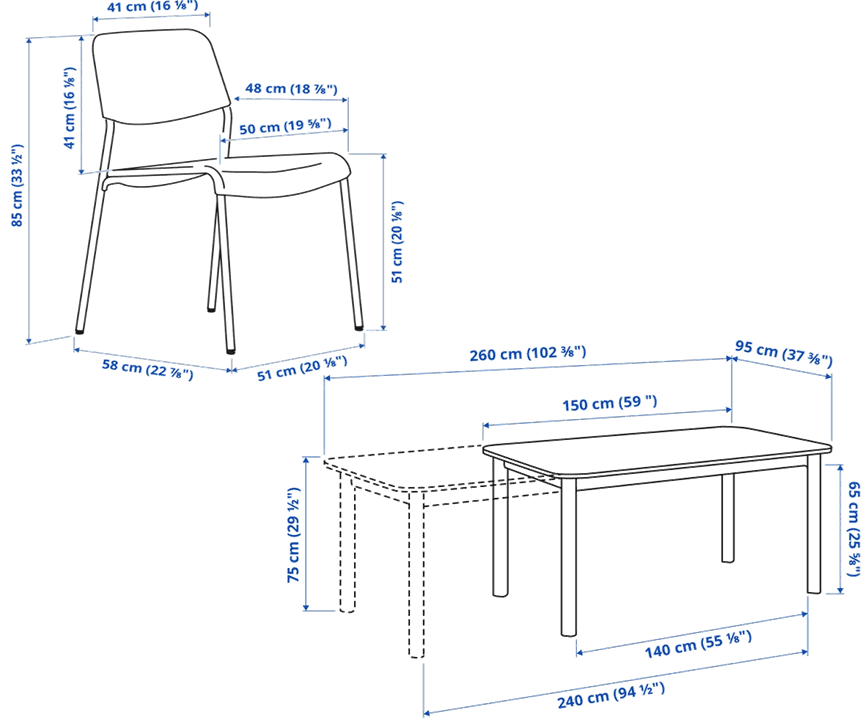 41 cm (16 ⅛")
41 cm (16 ⅛")
48 cm (18 ⅞")
50 cm (19 ⅝")
85 cm (33 ½")
51 cm (20 ⅛")
58 cm (22 ⅞")
51 cm (20 ⅛")
260 cm (102 ⅜")
95 cm (37 ⅜")
150 cm (59 ")
75 cm (29 ½")
65 cm (25 ⅝")
140 cm (55 ⅛")
240 cm (94 ½")